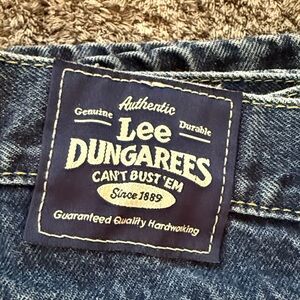 Authentic
Genuine Durable
Lee
DUNGAREES
CAN'T BUST 'EM
Since 1889
Guaranteed Quality Hardworking